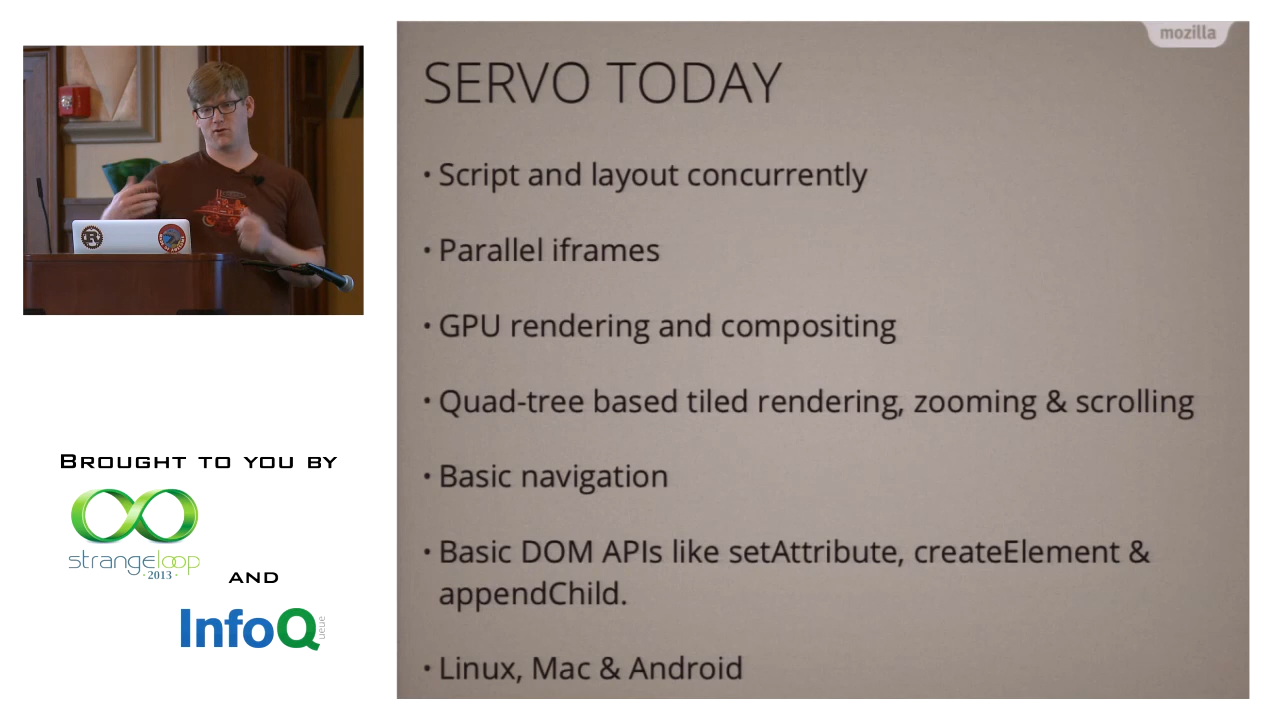 mozilla
SERVO TODAY
• Script and layout concurrently
• Parallel iframes
• GPU rendering and compositing
• Quad-tree based tiled rendering, zooming & scrolling
• Basic navigation
• Basic DOM APIs like setAttribute, createElement &
appendChild.
• Linux, Mac & Android
R
BROUGHT TO YOU BY
strangeloop
·2013·
AND
InfoQ
ueue